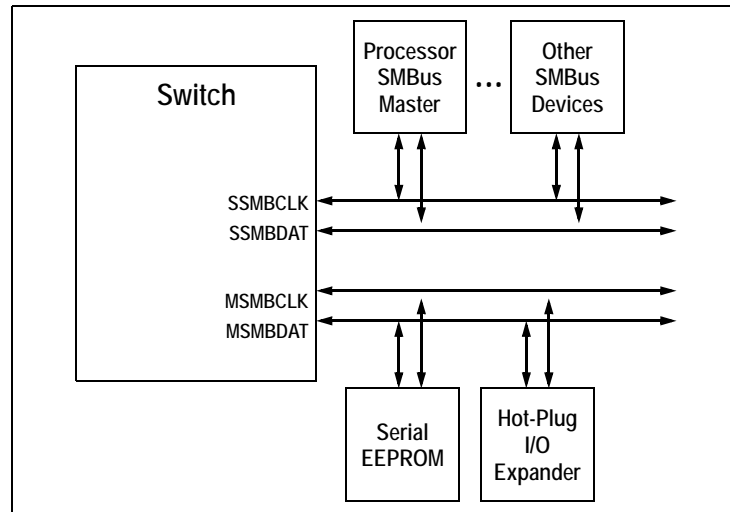 Switch
Processor
SMBus
Master
...
Other
SMBus
Devices
SSMBCLK
SSMBDAT
MSMBCLK
MSMBDAT
Serial
EEPROM
Hot-Plug
I/O
Expander